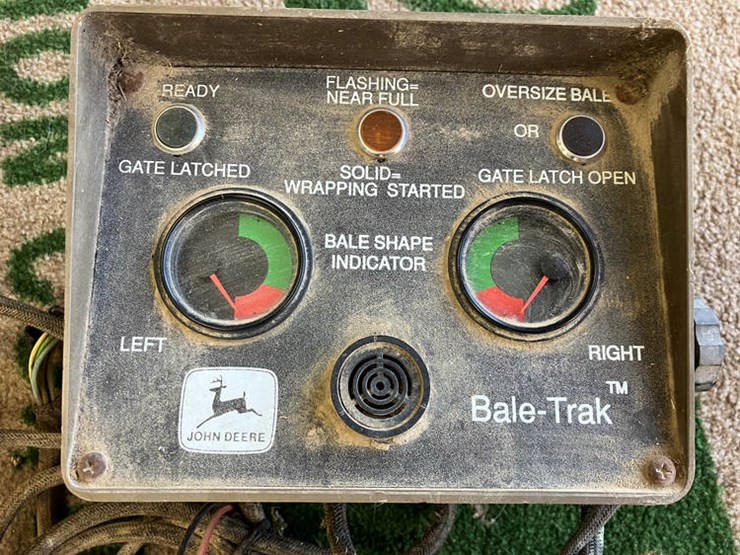 READY
FLASHING=
NEAR FULL
OVERSIZE BALE
OR
GATE LATCHED
SOLID=
WRAPPING STARTED
GATE LATCH OPEN
BALE SHAPE
INDICATOR
LEFT
RIGHT
JOHN DEERE
Bale-Trak™